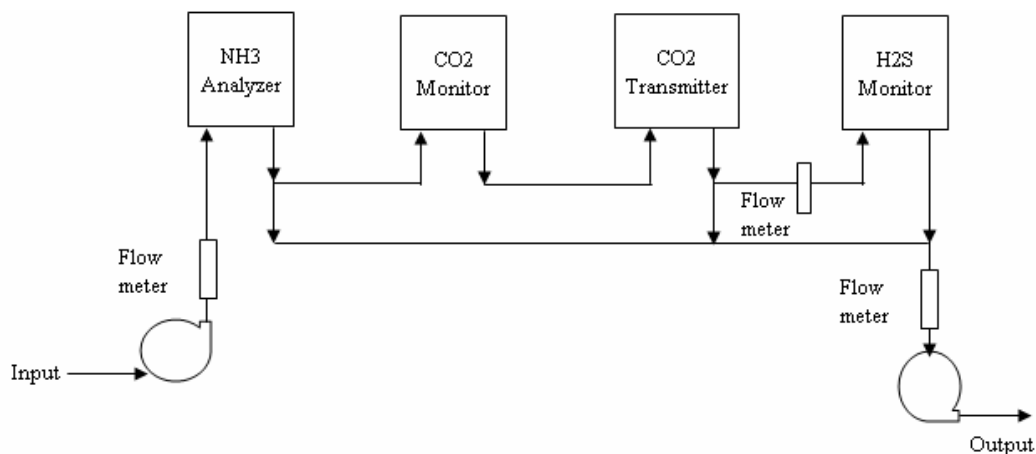 NH3
Analyzer
CO2
Monitor
CO2
Transmitter
H2S
Monitor
Flow
meter
Flow
meter
Flow
meter
Input
Output